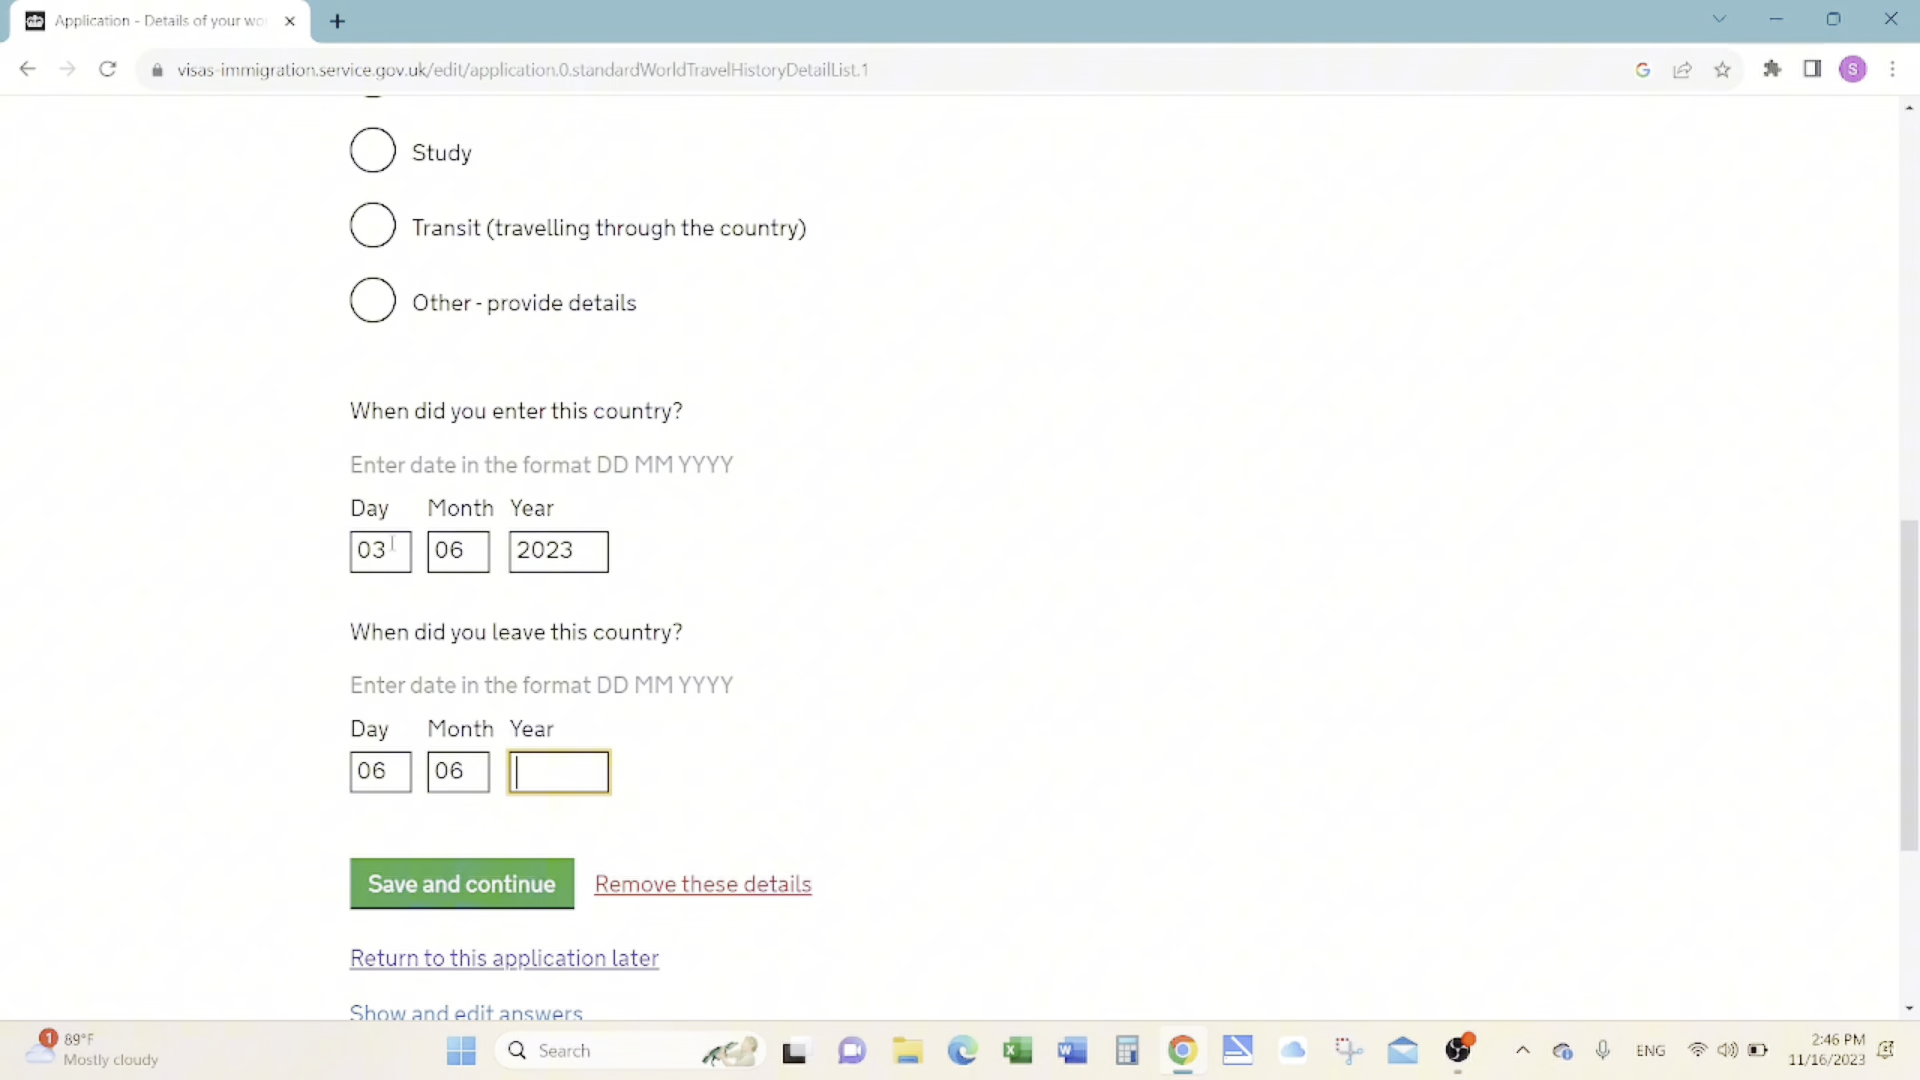 Application - Details of your wo
visas-immigration.service.gov.uk/edit/application.0.standardWorldTravelHistoryDetailList.1
S
Study
Transit (travelling through the country)
Other - provide details
When did you enter this country?
Enter date in the format DD MM YYYY
Day Month Year
03 06 2023
When did you leave this country?
Enter date in the format DD MM YYYY
Day Month Year
06 06
Save and continue Remove these details
Return to this application later
Show and edit answers
1 89°F
Mostly cloudy
Search
ENG
2:46 PM
11/16/2023